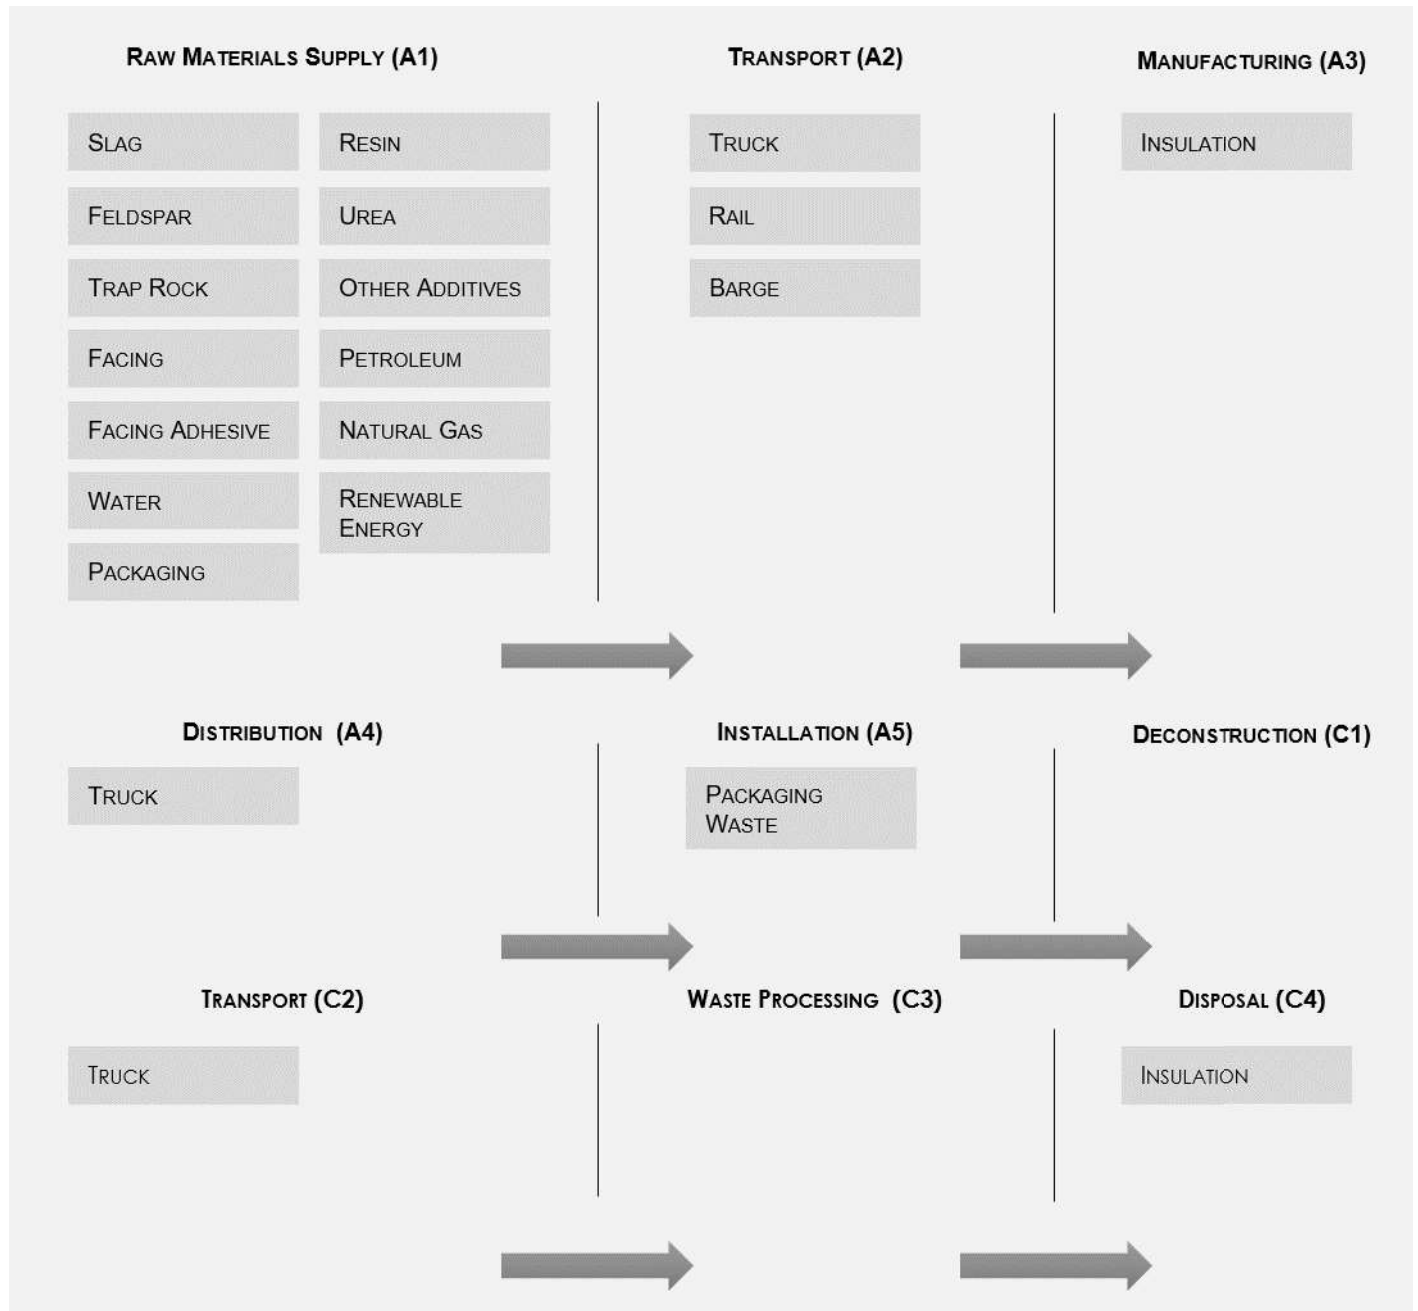 RAW MATERIALS SUPPLY (A1)
SLAG
FELDSPAR
TRAP ROCK
FACING
FACING ADHESIVE
WATER
PACKAGING
RESIN
UREA
OTHER ADDITIVES
PETROLEUM
NATURAL GAS
RENEWABLE
ENERGY
TRANSPORT (A2)
TRUCK
RAIL
BARGE
MANUFACTURING (A3)
INSULATION
DISTRIBUTION (A4)
TRUCK
INSTALLATION (A5)
PACKAGING
WASTE
DECONSTRUCTION (C1)
TRANSPORT (C2)
TRUCK
WASTE PROCESSING (C3)
DISPOSAL (C4)
INSULATION